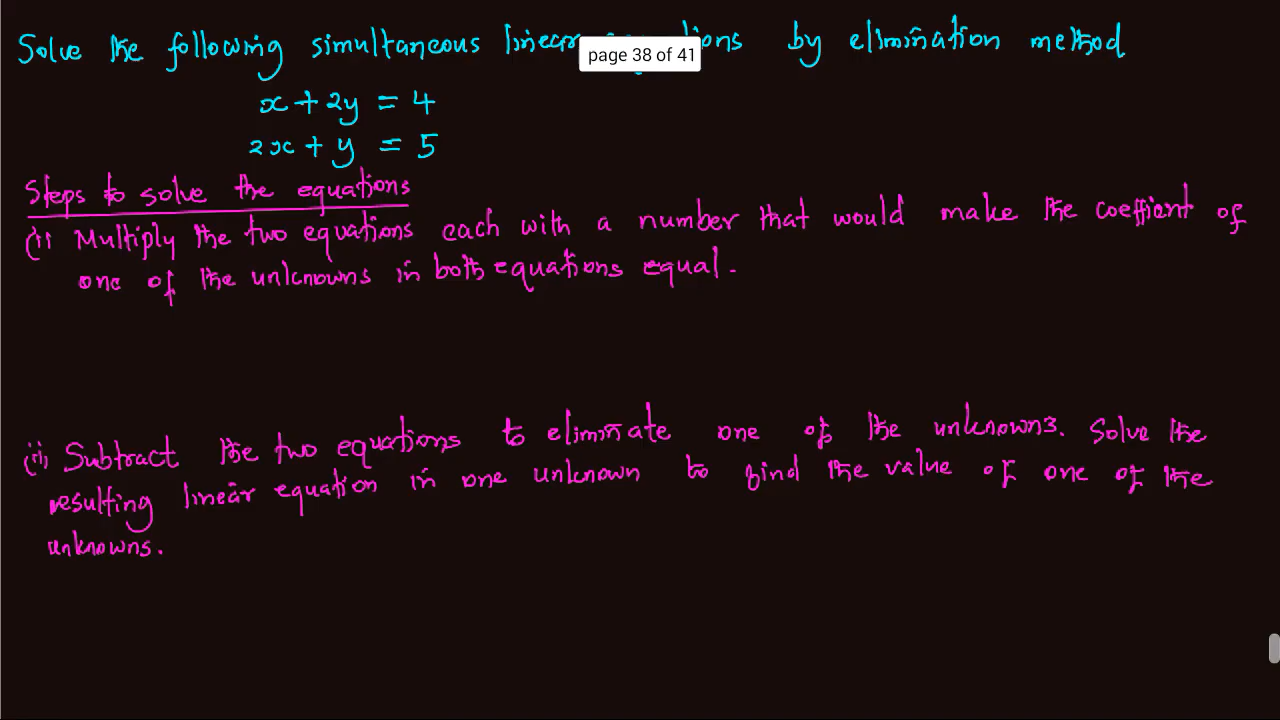 Solve the following simultaneous linear equations by elimination method
page 38 of 41
x + 2y = 4
2x + y = 5
Steps to solve the equations
(i) Multiply the two equations each with a number that would make the coeffient of
one of the unknowns in both equations equal.
(ii) Subtract the two equations to eliminate one of the unknowns. Solve the
resulting linear equation in one unknown to find the value of one of the
unknowns.